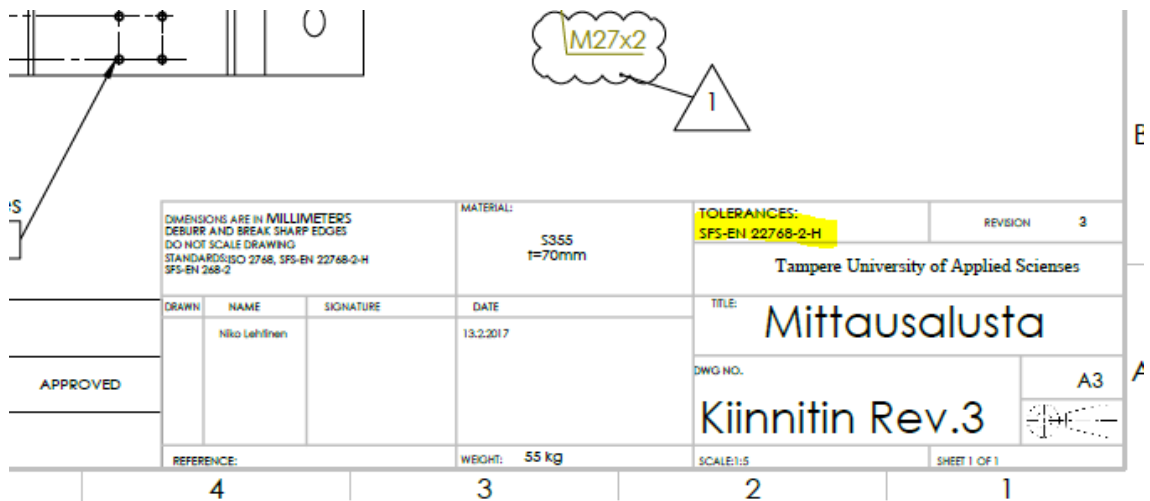 M27x2
1
B
DIMENSIONS ARE IN MILLIMETERS
DEBURR AND BREAK SHARP EDGES
DO NOT SCALE DRAWING
STANDARDS:ISO 2768, SFS-EN 22768-2-H
SFS-EN 268-2
MATERIAL:
S355
t=70mm
TOLERANCES:
SFS-EN 22768-2-H
REVISION 3
Tampere University of Applied Scienses
DRAWN NAME SIGNATURE DATE
Niko Lehtinen 13.2.2017
TITLE:
Mittausalusta
APPROVED
DWG NO.
Kiinnitin Rev.3
A3
A
REFERENCE:
WEIGHT: 55 kg
SCALE:1:5
SHEET 1 OF 1
4 3 2 1